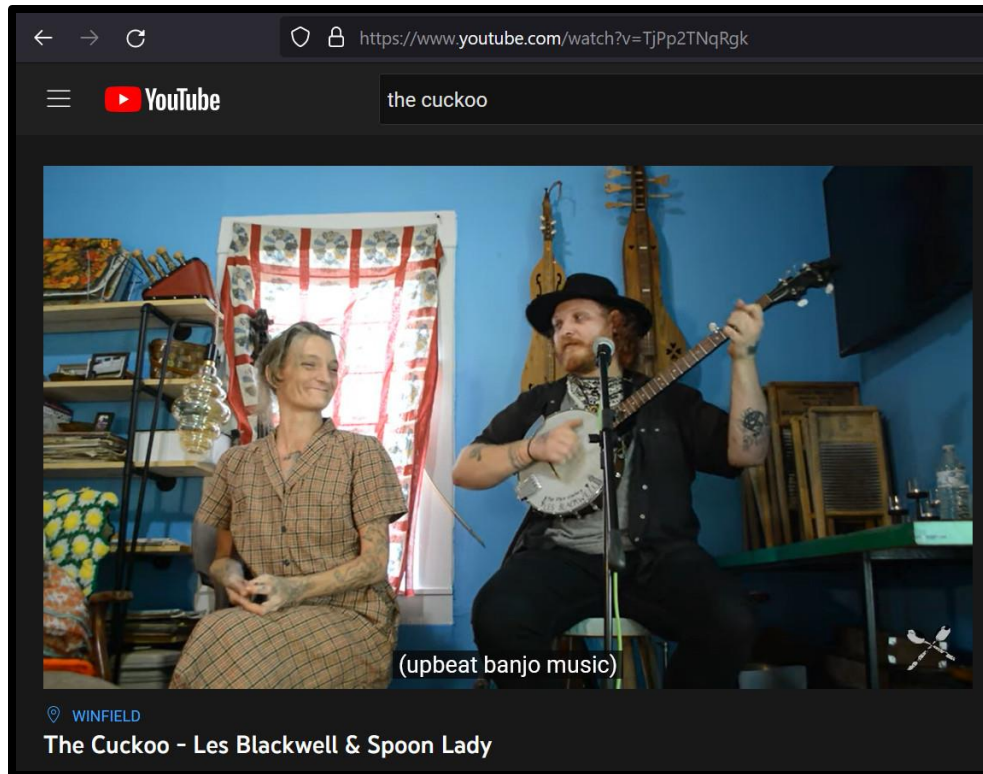 https://www.youtube.com/watch?v=TjPp2TNqRgk
YouTube
the cuckoo
(upbeat banjo music)
WINFIELD
The Cuckoo - Les Blackwell & Spoon Lady